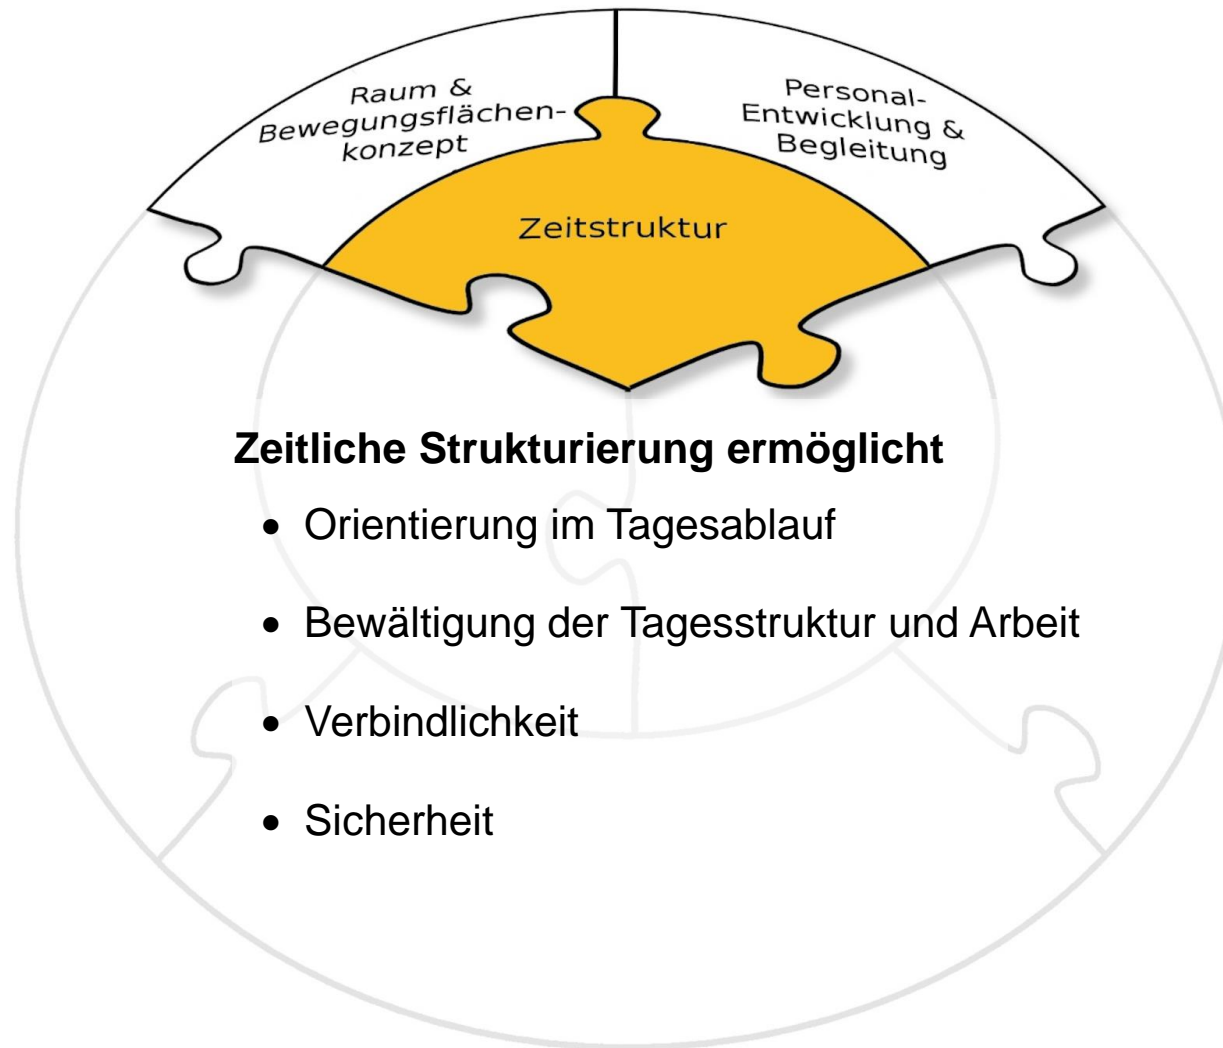 Raum &
Bewegungsflächen-
konzept
Personal-
Entwicklung &
Begleitung
Zeitstruktur
Zeitliche Strukturierung ermöglicht
• Orientierung im Tagesablauf
• Bewältigung der Tagesstruktur und Arbeit
• Verbindlichkeit
• Sicherheit